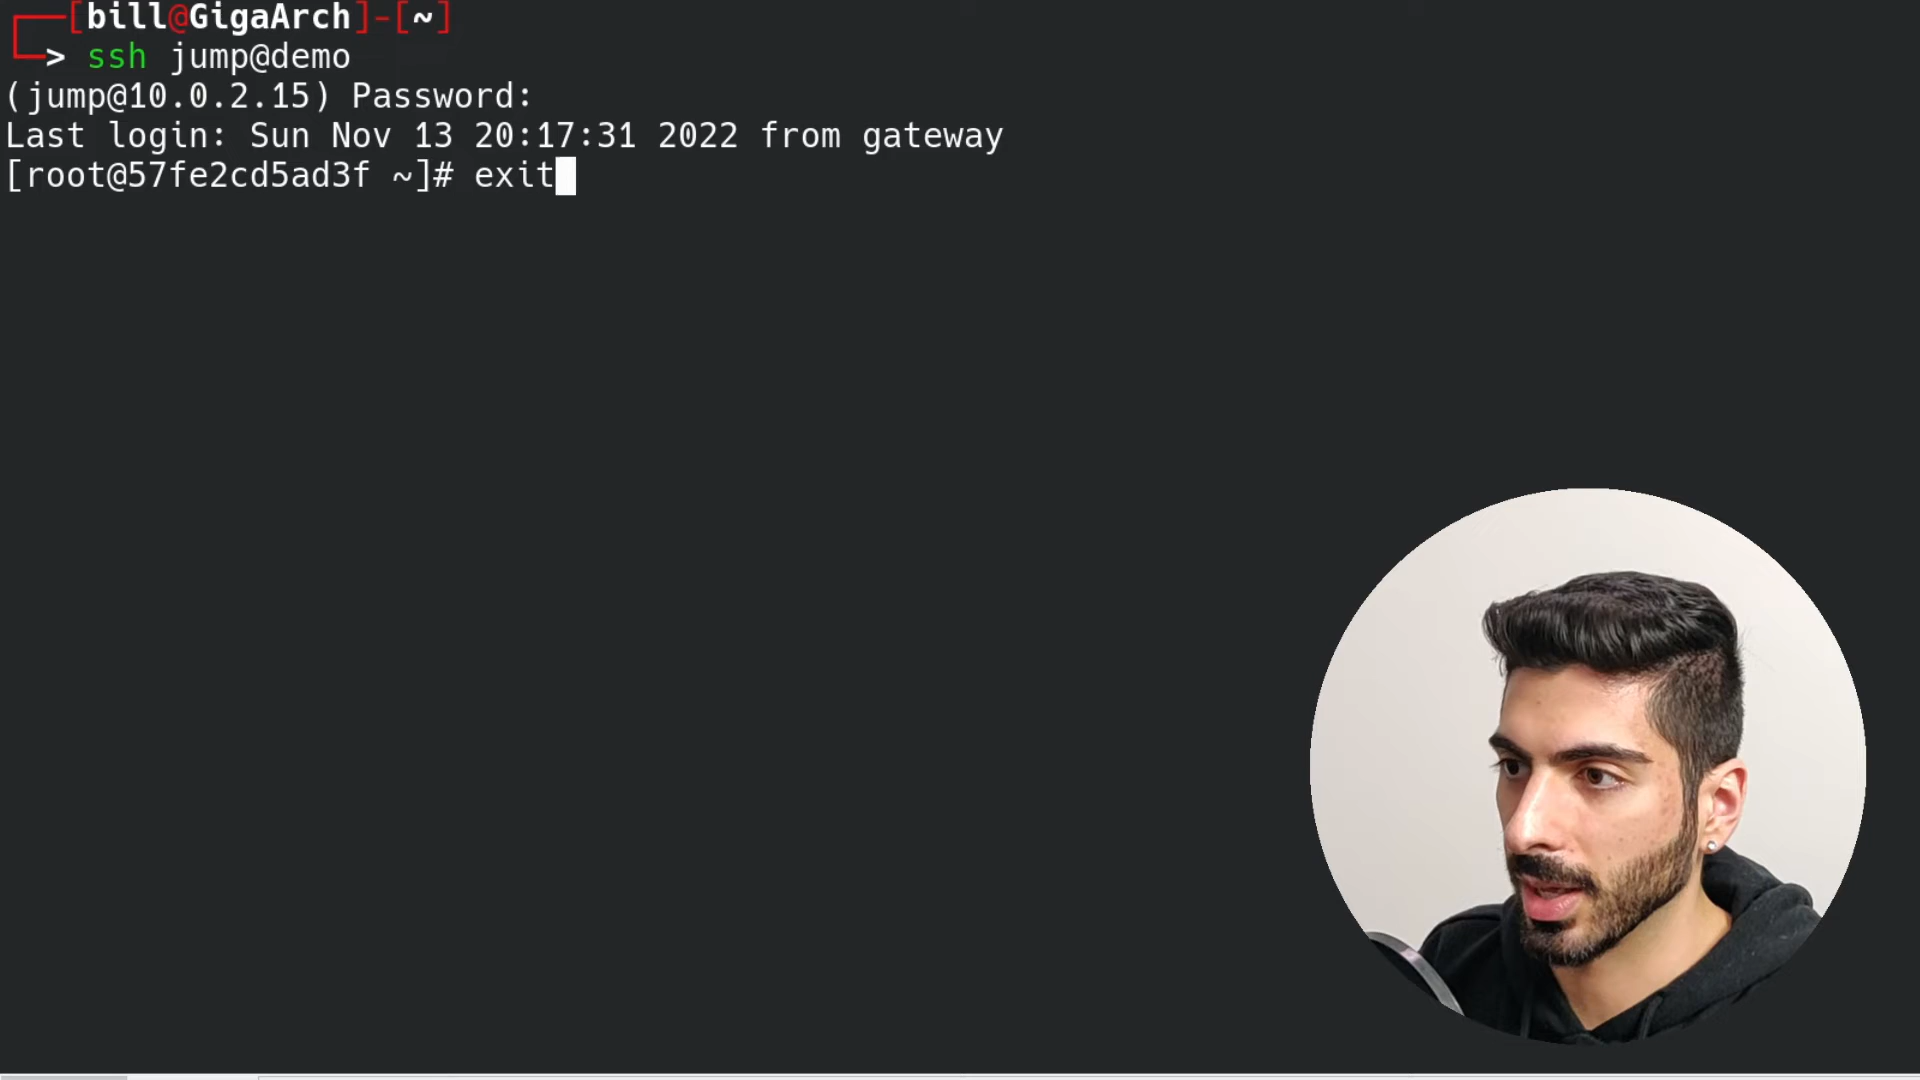 [bill@GigaArch]-[~]
> ssh jump@demo
(jump@10.0.2.15) Password:
Last login: Sun Nov 13 20:17:31 2022 from gateway
[root@57fe2cd5ad3f ~]# exit